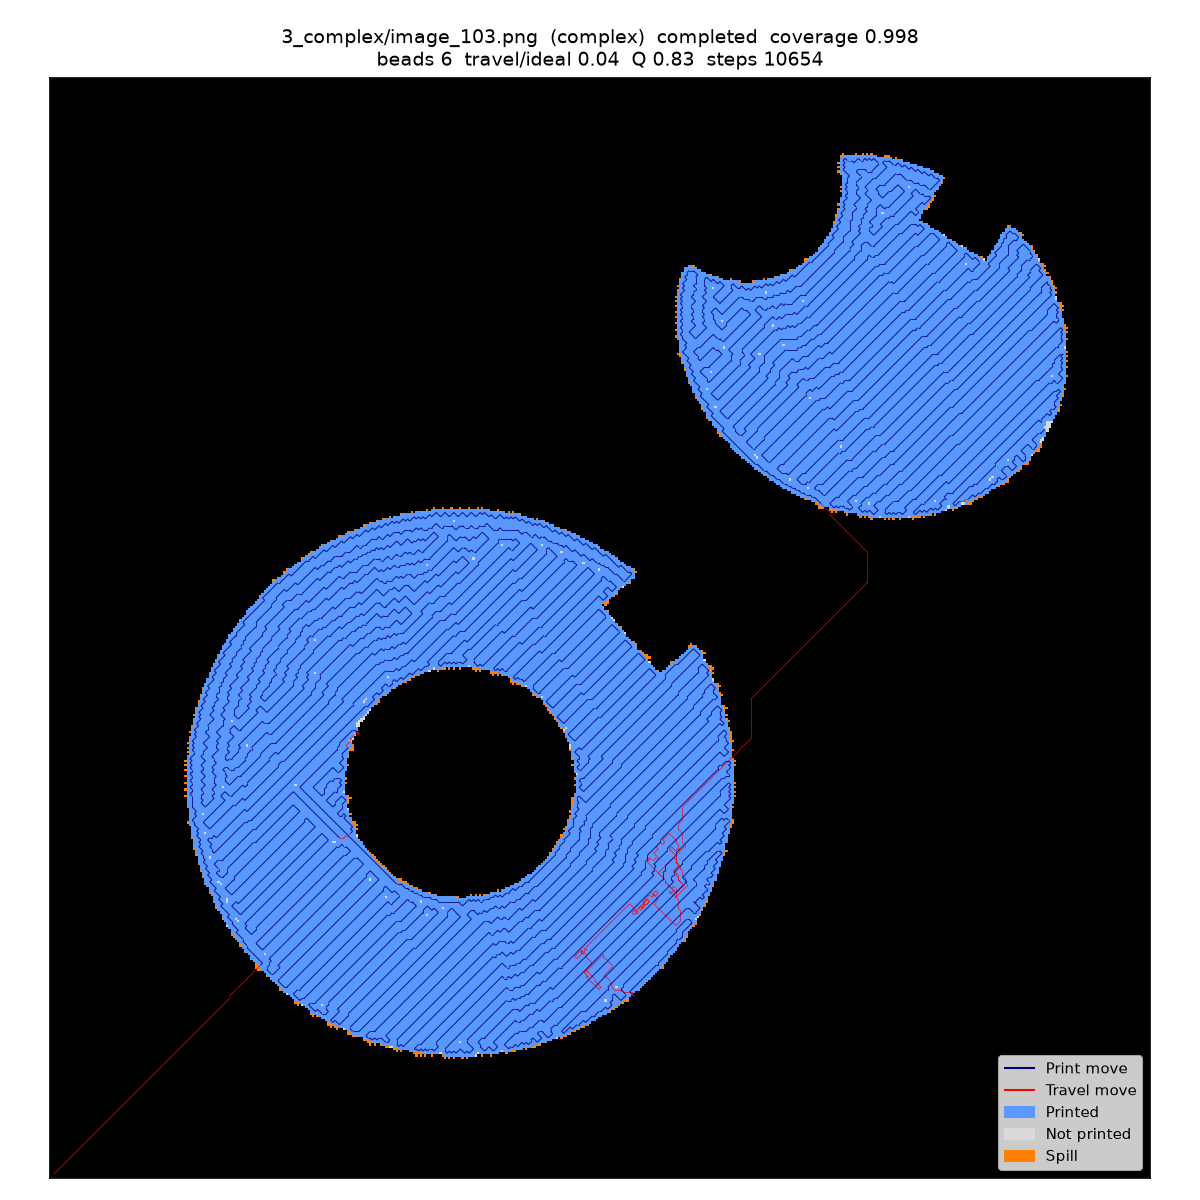 3_complex/image_103.png (complex) completed coverage 0.998
beads 6 travel/ideal 0.04 Q 0.83 steps 10654
Print move
Travel move
Printed
Not printed
Spill